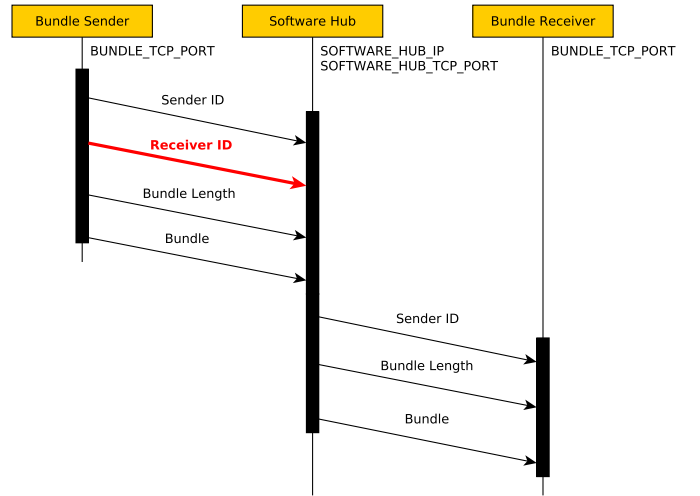 Bundle Sender
Software Hub
Bundle Receiver
BUNDLE_TCP_PORT
SOFTWARE_HUB_IP
SOFTWARE_HUB_TCP_PORT
BUNDLE_TCP_PORT
Sender ID
Receiver ID
Bundle Length
Bundle
Sender ID
Bundle Length
Bundle